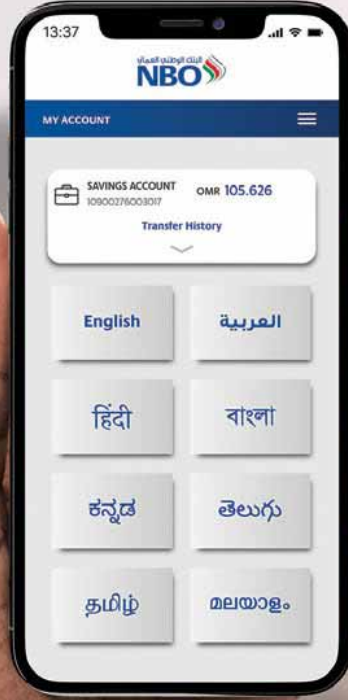 13:37
البنك الوطني العماني
NBO
MY ACCOUNT
SAVINGS ACCOUNT OMR 105.626
10900276003017
Transfer History
English العربية
हिंदी বাংলা
ಕನ್ನಡ తెలుగు
தமிழ் മലയാളം